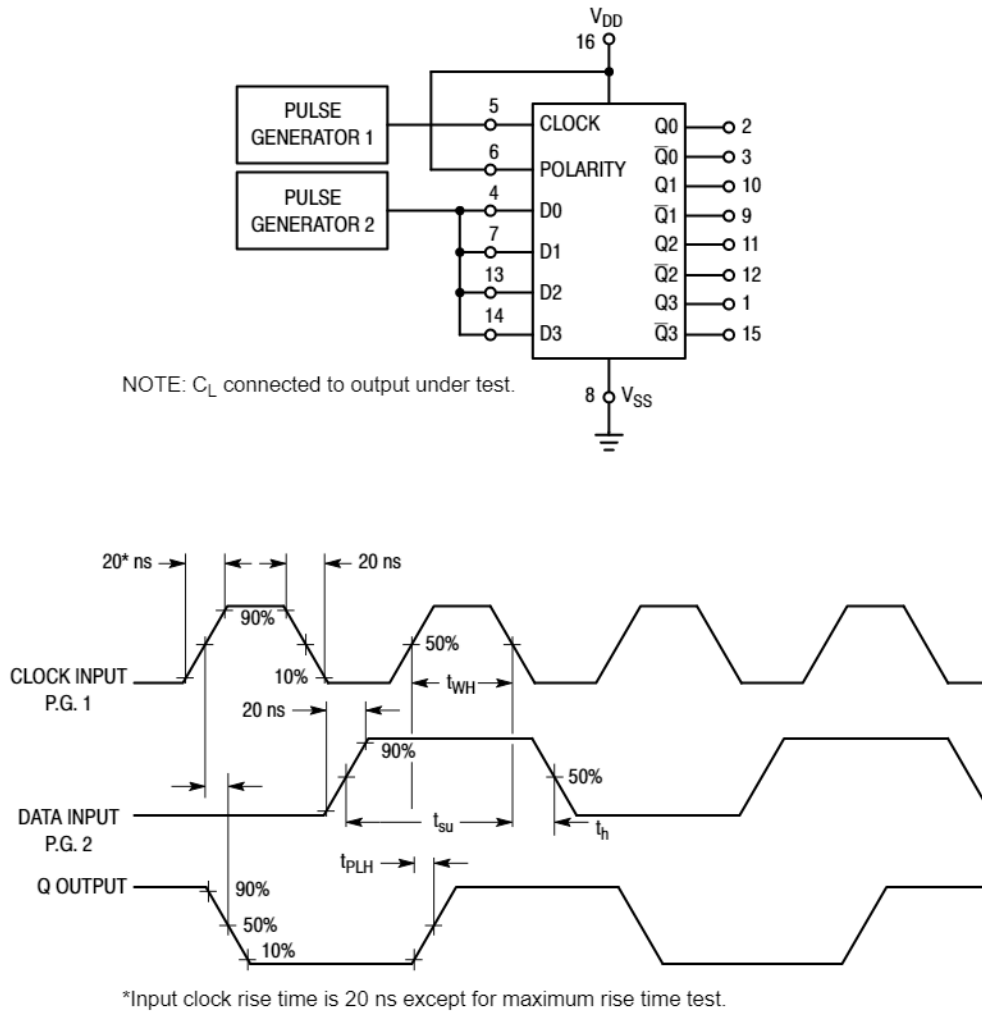 V_DD
16
PULSE
GENERATOR 1
5
CLOCK
Q0
2
6
POLARITY
Q̅0
3
PULSE
GENERATOR 2
4
D0
Q1
10
7
D1
Q̅1
9
13
D2
Q2
11
14
D3
Q̅2
12
Q3
1
Q̅3
15
NOTE: C_L connected to output under test.
8
V_SS
20* ns
20 ns
90%
50%
CLOCK INPUT
P.G. 1
10%
t_WH
20 ns
90%
50%
DATA INPUT
P.G. 2
t_su
t_h
t_PLH
Q OUTPUT
90%
50%
10%
*Input clock rise time is 20 ns except for maximum rise time test.